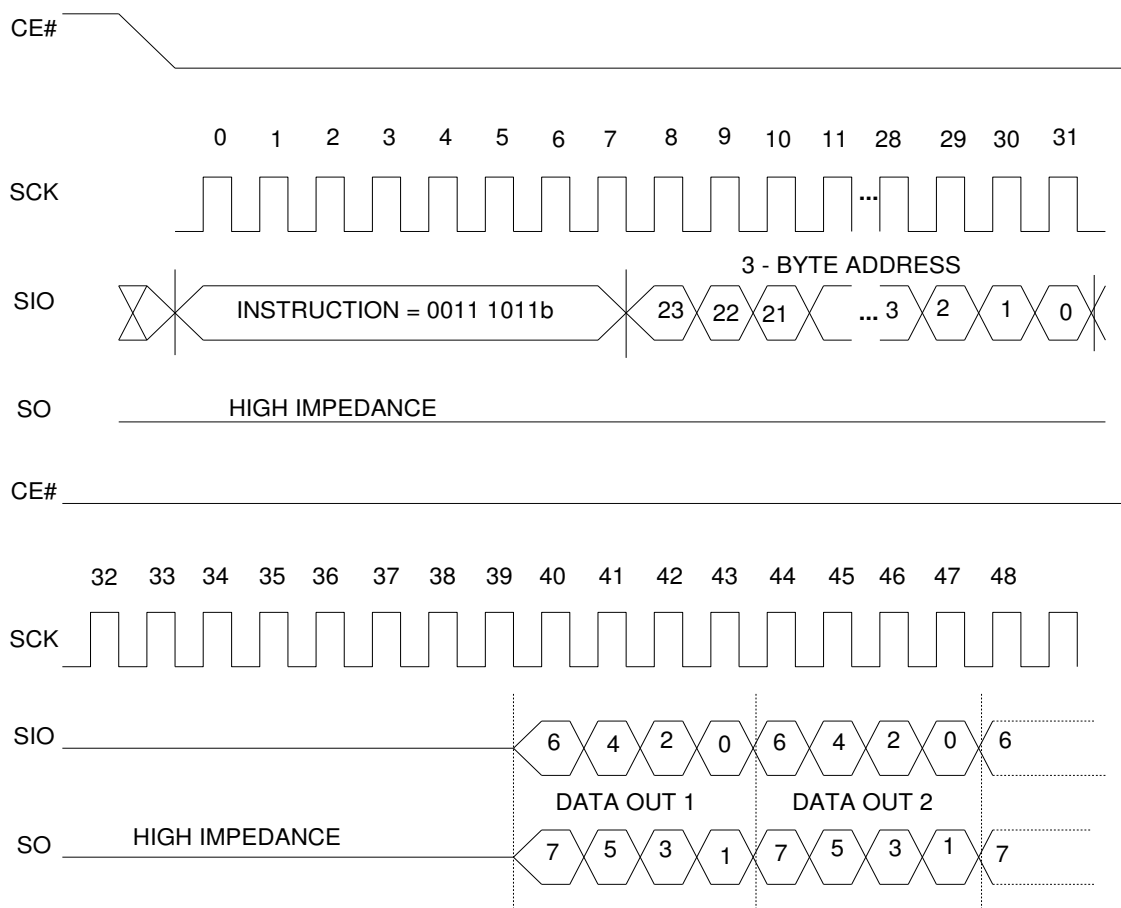 CE#
0 1 2 3 4 5 6 7 8 9 10 11 28 29 30 31
SCK ...
3 - BYTE ADDRESS
SIO INSTRUCTION = 0011 1011b 23 22 21 ... 3 2 1 0
SO HIGH IMPEDANCE
CE#
32 33 34 35 36 37 38 39 40 41 42 43 44 45 46 47 48
SCK
SIO 6 4 2 0 6 4 2 0 6
DATA OUT 1 DATA OUT 2
SO HIGH IMPEDANCE 7 5 3 1 7 5 3 1 7